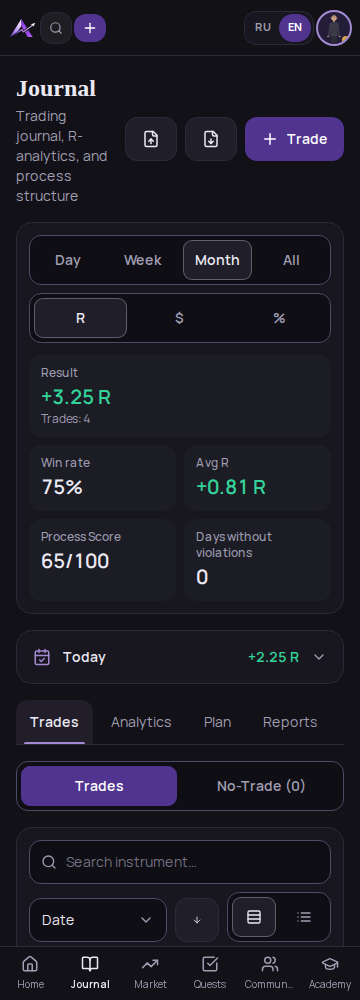 RU EN
Journal
Trading
journal, R-
analytics, and
process
structure
Trade
Day Week Month All
R $ %
Result
+3.25 R
Trades: 4
Win rate
75%
Avg R
+0.81 R
Process Score
65/100
Days without
violations
0
Today +2.25 R
Trades Analytics Plan Reports
Trades No-Trade (0)
Search instrument...
Date
Home Journal Market Quests Commun... Academy